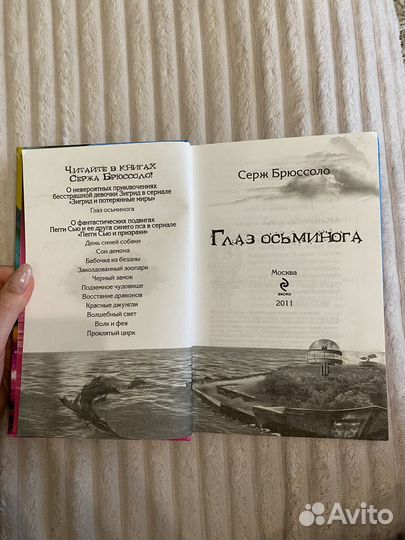 Читайте в книгах
Сержа Брюссоло!
О невероятных приключениях
бесстрашной девочки Зигрид в сериале
«Зигрид и потерянные миры»
Глаз осьминога
О фантастических подвигах
Пегги Сью и ее друга синего пса в сериале
«Пегги Сью и призраки»
День синей собаки
Сон демона
Бабочка из бездны
Заколдованный зоопарк
Черный замок
Подземное чудовище
Восстание драконов
Красные джунгли
Волшебный свет
Волк и фея
Проклятый цирк
Серж Брюссоло
Глаз осьминога
Москва
эксмо
2011
Avito